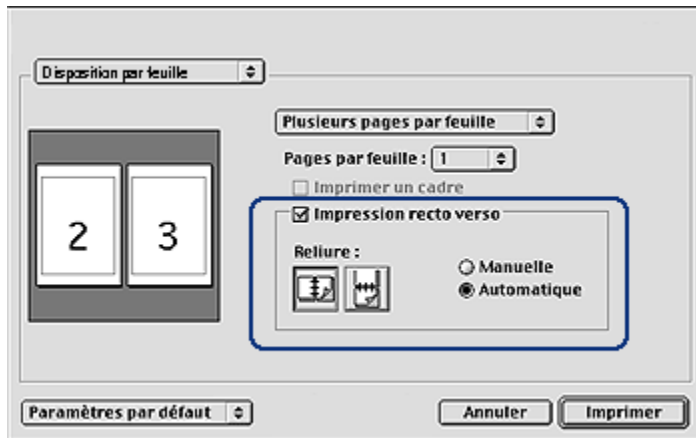 Disposition par feuille
Plusieurs pages par feuille
Pages par feuille : 1
Imprimer un cadre
Impression recto verso
2 3
Reliure :
Manuelle
Automatique
Paramètres par défaut
Annuler Imprimer